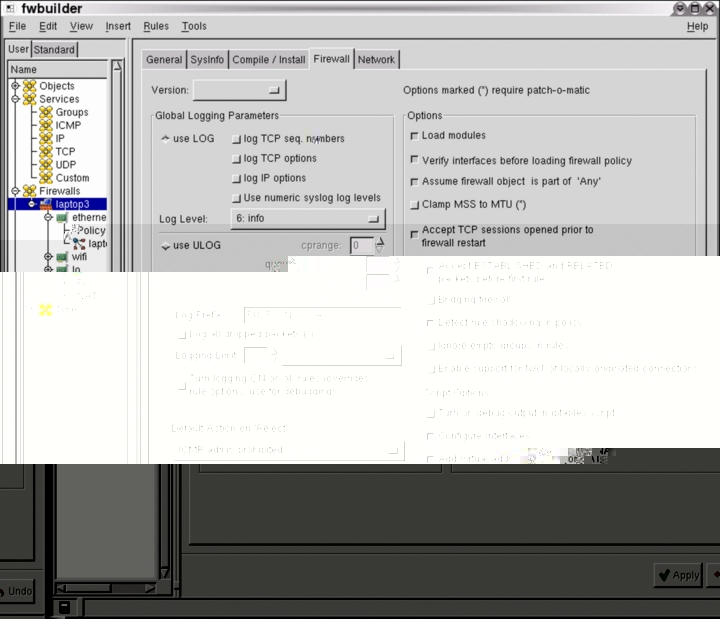 fwbuilder
File Edit View Insert Rules Tools Help
User Standard
General SysInfo Compile / Install Firewall Network
Name
Version:
Options marked (*) require patch-o-matic
Objects
Services
Groups
ICMP
IP
TCP
UDP
Custom
Firewalls
laptop3
etherne
Policy
lapt
wifi
lo
Global Logging Parameters
use LOG
log TCP seq. numbers
log TCP options
log IP options
Use numeric syslog log levels
Log Level: 6: info
use ULOG
cprange: 0
Log Prefix:
Log all dropped packets
Logging Limit:
Turn logging ON in all rules (overrides
rule options, use for debugging)
Default Action on 'Reject':
ICMP admin prohibited
Options
Load modules
Verify interfaces before loading firewall policy
Assume firewall object is part of 'Any'
Clamp MSS to MTU (*)
Accept TCP sessions opened prior to
firewall restart
Accept ESTABLISHED and RELATED
packets before first rule
Bridging firewall
Detect rule shadowing in policy
Ignore empty groups in rules
Enable support for NAT of locally originated connections
Script Options
Turn on debug output in iptables script
Configure interfaces
Add virtual
Undo
Apply